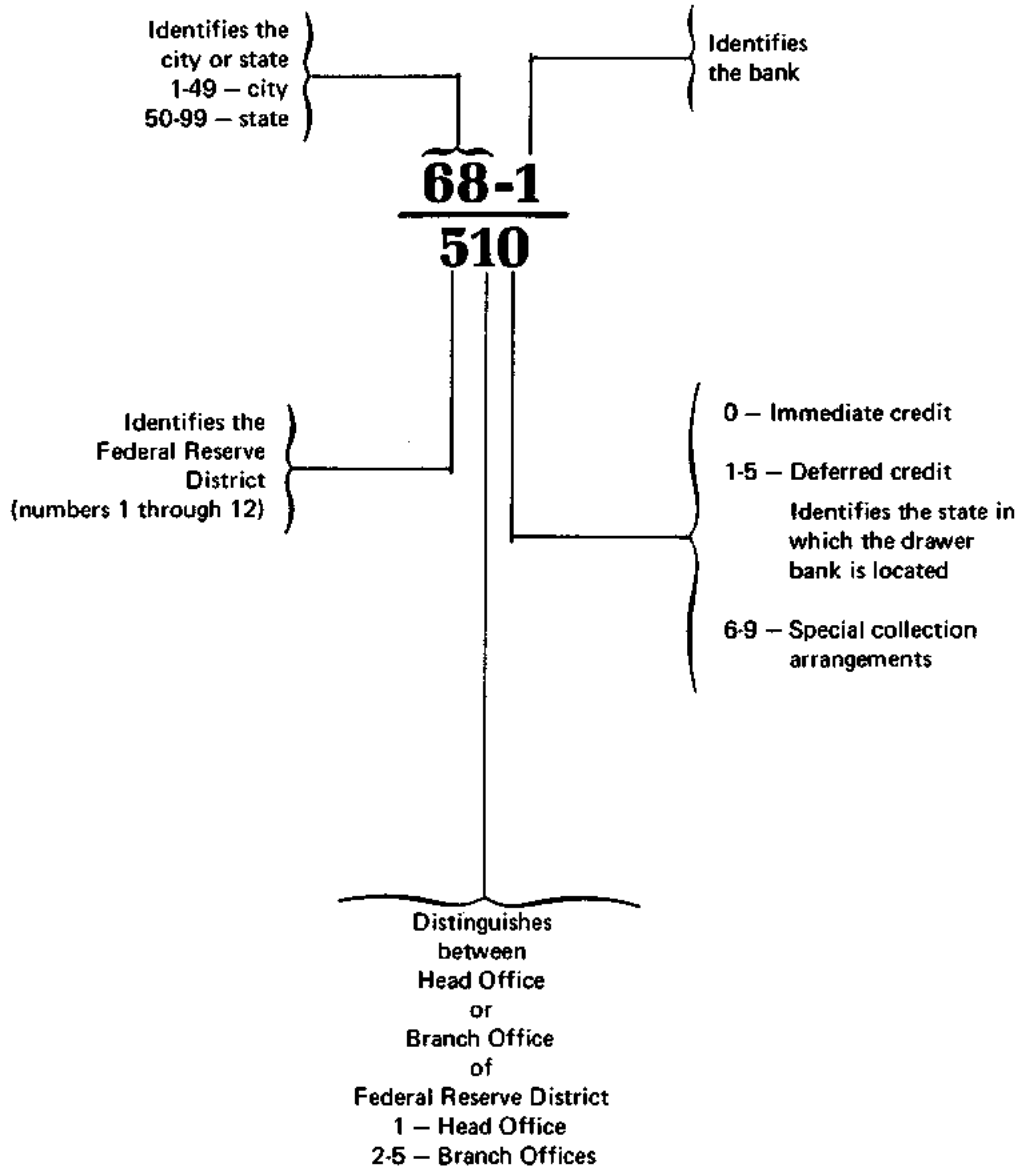 Identifies the
city or state
1-49 — city
50-99 — state
Identifies
the bank
68-1
510
Identifies the
Federal Reserve
District
(numbers 1 through 12)
0 — Immediate credit
1-5 — Deferred credit
Identifies the state in
which the drawer
bank is located
6-9 — Special collection
arrangements
Distinguishes
between
Head Office
or
Branch Office
of
Federal Reserve District
1 — Head Office
2-5 — Branch Offices